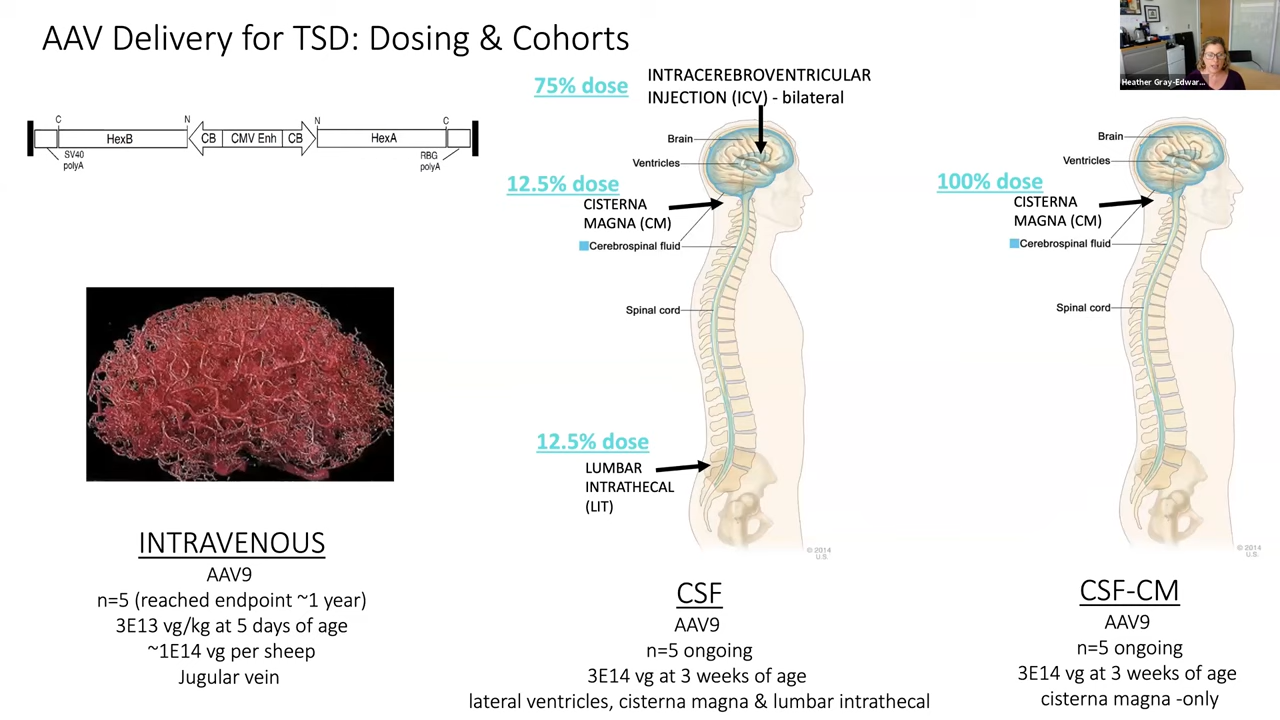 AAV Delivery for TSD: Dosing & Cohorts
Heather Gray-Edwar...
C
N
N
C
HexB
CB
CMV Enh
CB
HexA
SV40
polyA
RBG
polyA
INTRAVENOUS
AAV9
n=5 (reached endpoint ~1 year)
3E13 vg/kg at 5 days of age
~1E14 vg per sheep
Jugular vein
75% dose
INTRACEREBROVENTRICULAR
INJECTION (ICV) - bilateral
Brain
Ventricles
12.5% dose
CISTERNA
MAGNA (CM)
Cerebrospinal fluid
Spinal cord
12.5% dose
LUMBAR
INTRATHECAL
(LIT)
© 2014
U.S.
CSF
AAV9
n=5 ongoing
3E14 vg at 3 weeks of age
lateral ventricles, cisterna magna & lumbar intrathecal
Brain
Ventricles
100% dose
CISTERNA
MAGNA (CM)
Cerebrospinal fluid
Spinal cord
© 2014
U.S.
CSF-CM
AAV9
n=5 ongoing
3E14 vg at 3 weeks of age
cisterna magna -only